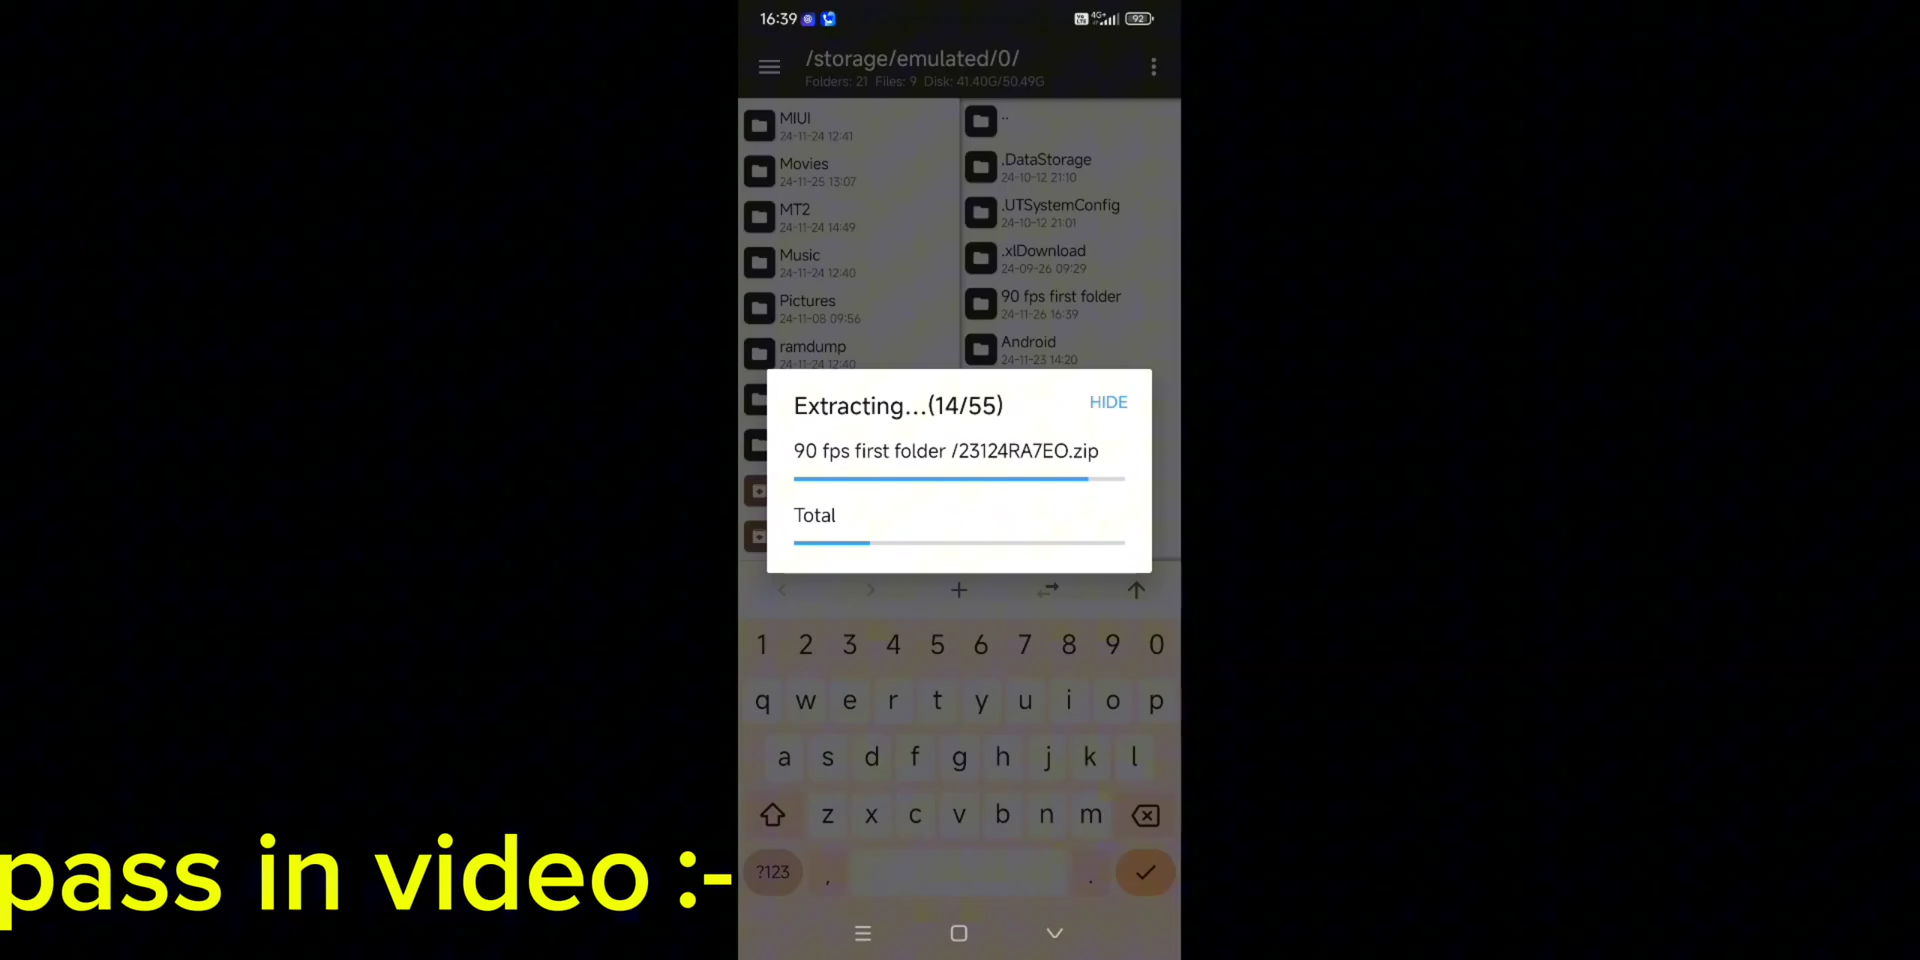 16:39
Vo LTE 4G+ 92
/storage/emulated/0/
Folders: 21 Files: 9 Disk: 41.40G/50.49G
MIUI
24-11-24 12:41
Movies
24-11-25 13:07
MT2
24-11-24 14:49
Music
24-11-24 12:40
Pictures
24-11-08 09:56
ramdump
24-11-24 12:40
..
.DataStorage
24-10-12 21:10
.UTSystemConfig
24-10-12 21:01
.xlDownload
24-09-26 09:29
90 fps first folder
24-11-26 16:39
Android
24-11-23 14:20
Extracting...(14/55)
HIDE
90 fps first folder /23124RA7EO.zip
Total
1 2 3 4 5 6 7 8 9 0
q w e r t y u i o p
a s d f g h j k l
z x c v b n m
?123 , .
pass in video :-